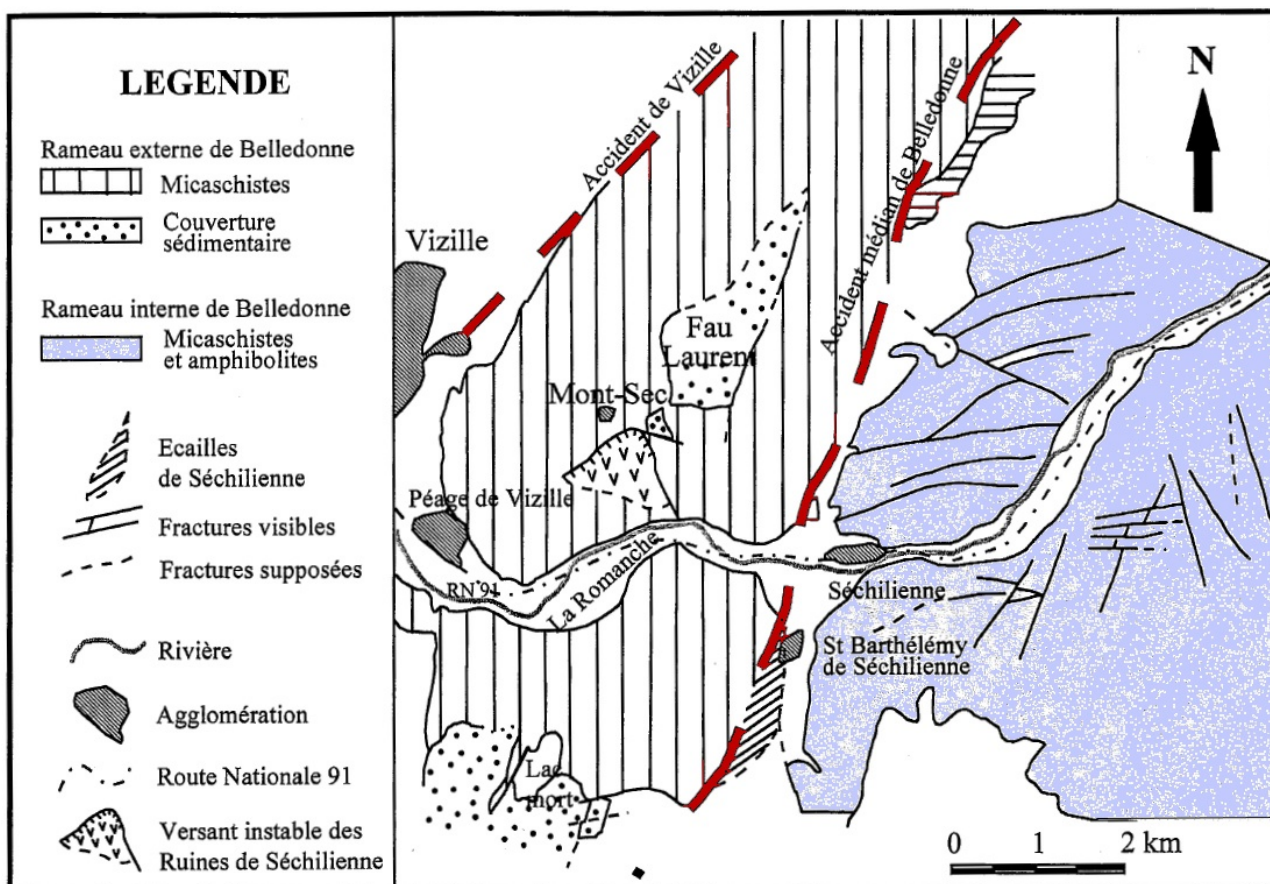 LEGENDE
Rameau externe de Belledonne
Micaschistes
Couverture
sédimentaire
Rameau interne de Belledonne
Micaschistes
et amphibolites
Ecailles
de Séchilienne
Fractures visibles
Fractures supposées
Rivière
Agglomération
Route Nationale 91
Versant instable des
Ruines de Séchilienne
Accident de Vizille
Accident médian de Belledonne
N
Vizille
Fau
Laurent
Mont-Sec
Péage de Vizille
RN 91
La Romanche
Séchilienne
St Barthélémy
de Séchilienne
Lac
mort
0 1 2 km